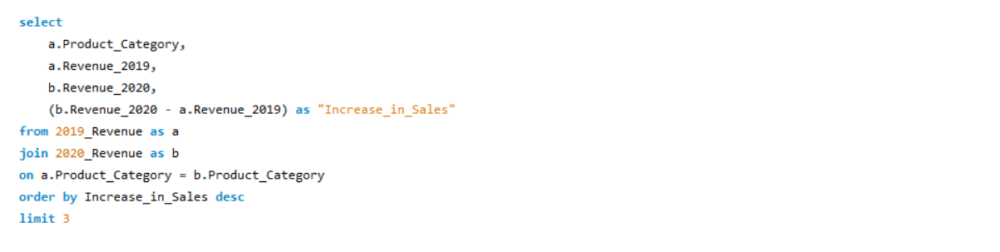 select
    a.Product_Category,
    a.Revenue_2019,
    b.Revenue_2020,
    (b.Revenue_2020 - a.Revenue_2019) as "Increase_in_Sales"
from 2019_Revenue as a
join 2020_Revenue as b
on a.Product_Category = b.Product_Category
order by Increase_in_Sales desc
limit 3